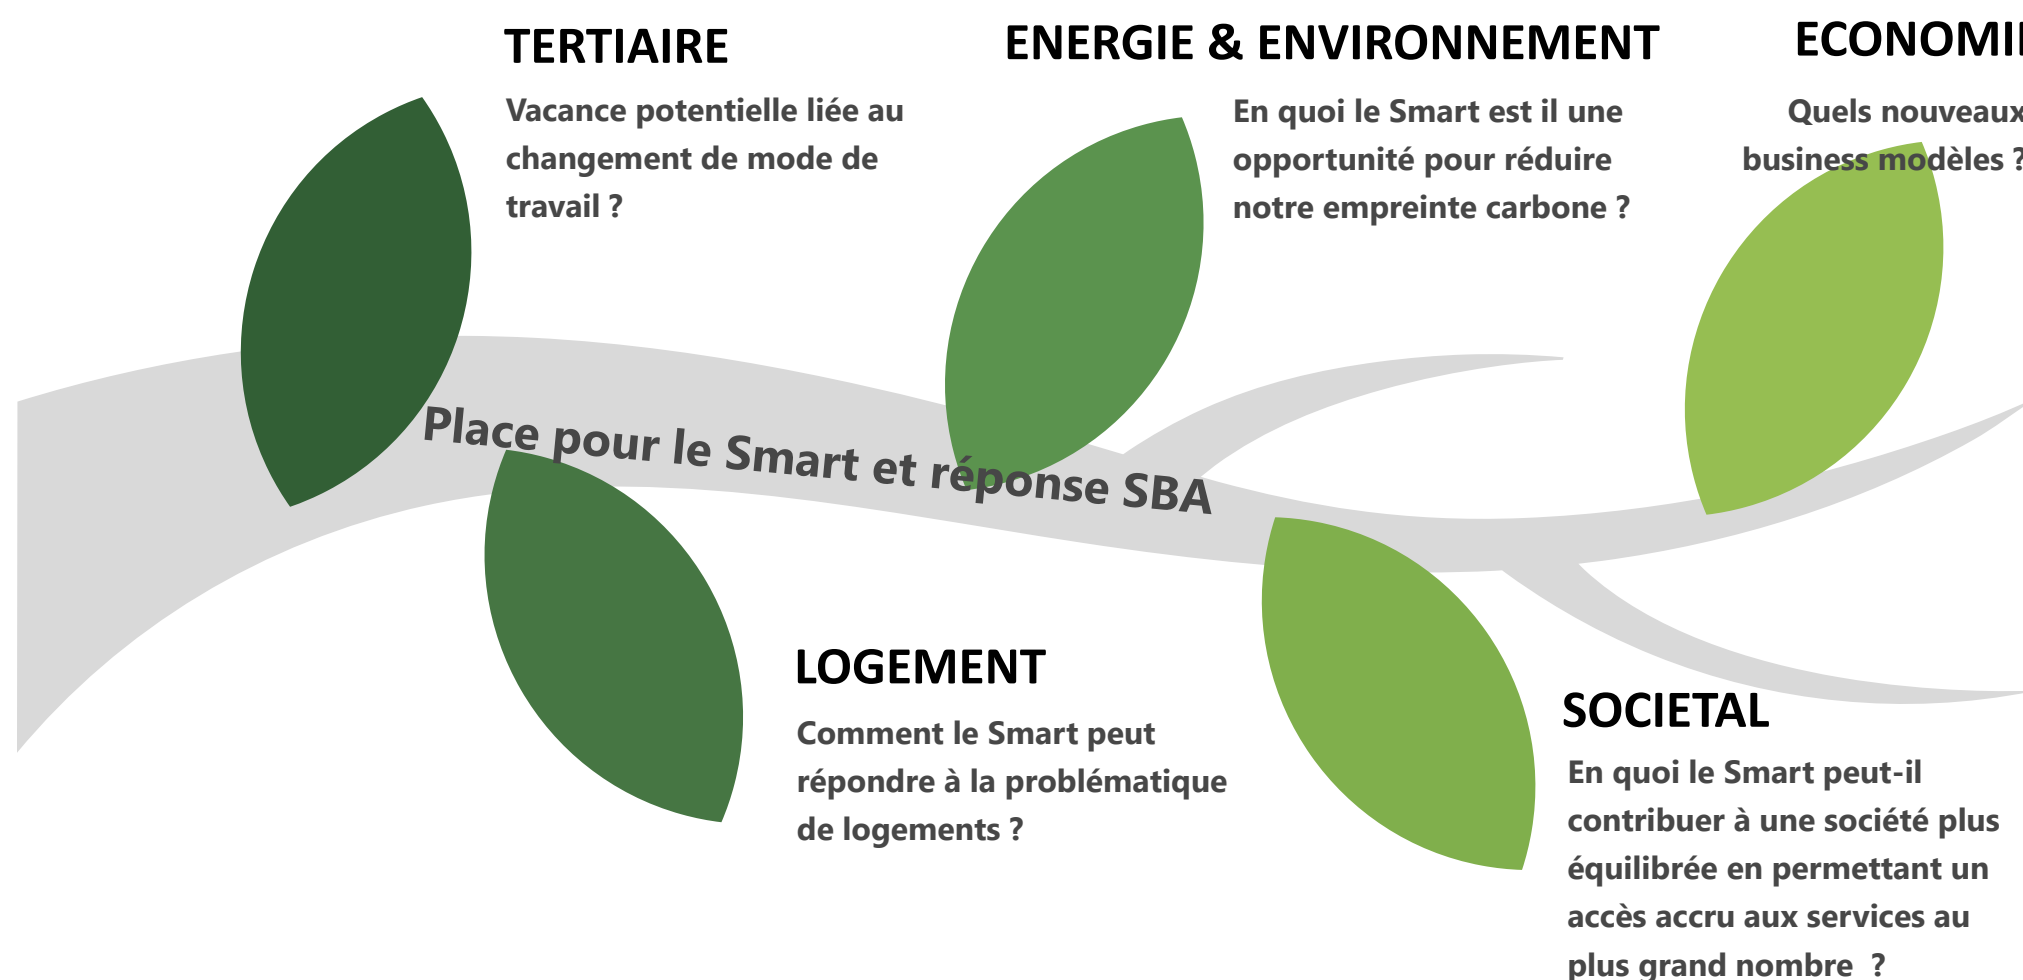 TERTIAIRE
Vacance potentielle liée au
changement de mode de
travail ?
ENERGIE & ENVIRONNEMENT
En quoi le Smart est il une
opportunité pour réduire
notre empreinte carbone ?
Quels nouveaux
business modèles ?
Place pour le Smart et réponse SBA
LOGEMENT
Comment le Smart peut
répondre à la problématique
de logements ?
SOCIETAL
En quoi le Smart peut-il
contribuer à une société plus
équilibrée en permettant un
accès accru aux services au
plus grand nombre  ?